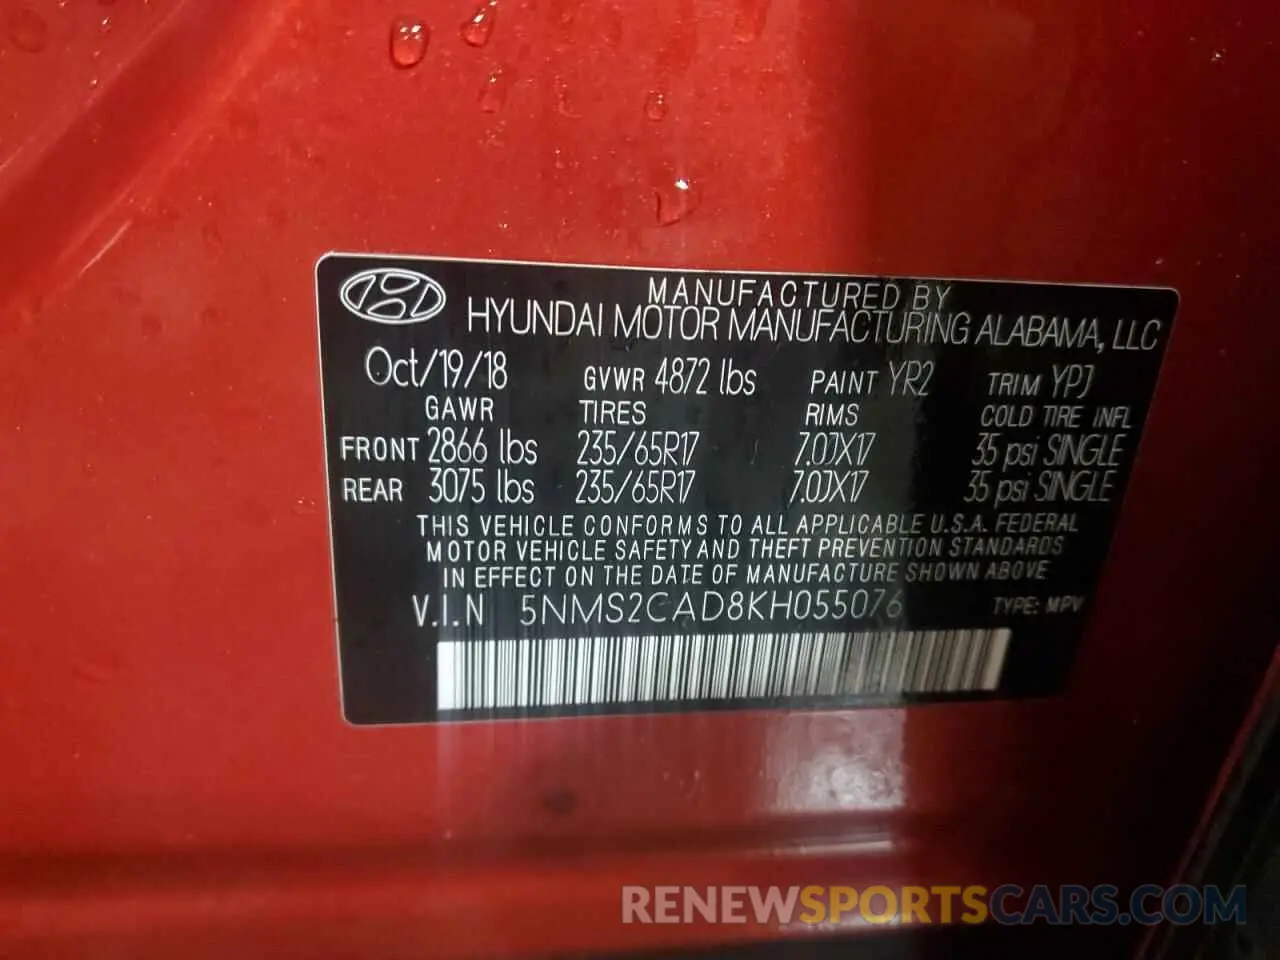 MANUFACTURED BY
HYUNDAI MOTOR MANUFACTURING ALABAMA, LLC
Oct/19/18 GVWR 4872 lbs PAINT YR2 TRIM YPJ
GAWR TIRES RIMS COLD TIRE INFL
FRONT 2866 lbs 235/65R17 7.0JX17 35 psi SINGLE
REAR 3075 lbs 235/65R17 7.0JX17 35 psi SINGLE
THIS VEHICLE CONFORMS TO ALL APPLICABLE U.S.A. FEDERAL
MOTOR VEHICLE SAFETY AND THEFT PREVENTION STANDARDS
IN EFFECT ON THE DATE OF MANUFACTURE SHOWN ABOVE
V.I.N 5NMS2CAD8KH055076 TYPE: MPV
RENEWSPORTSCARS.COM